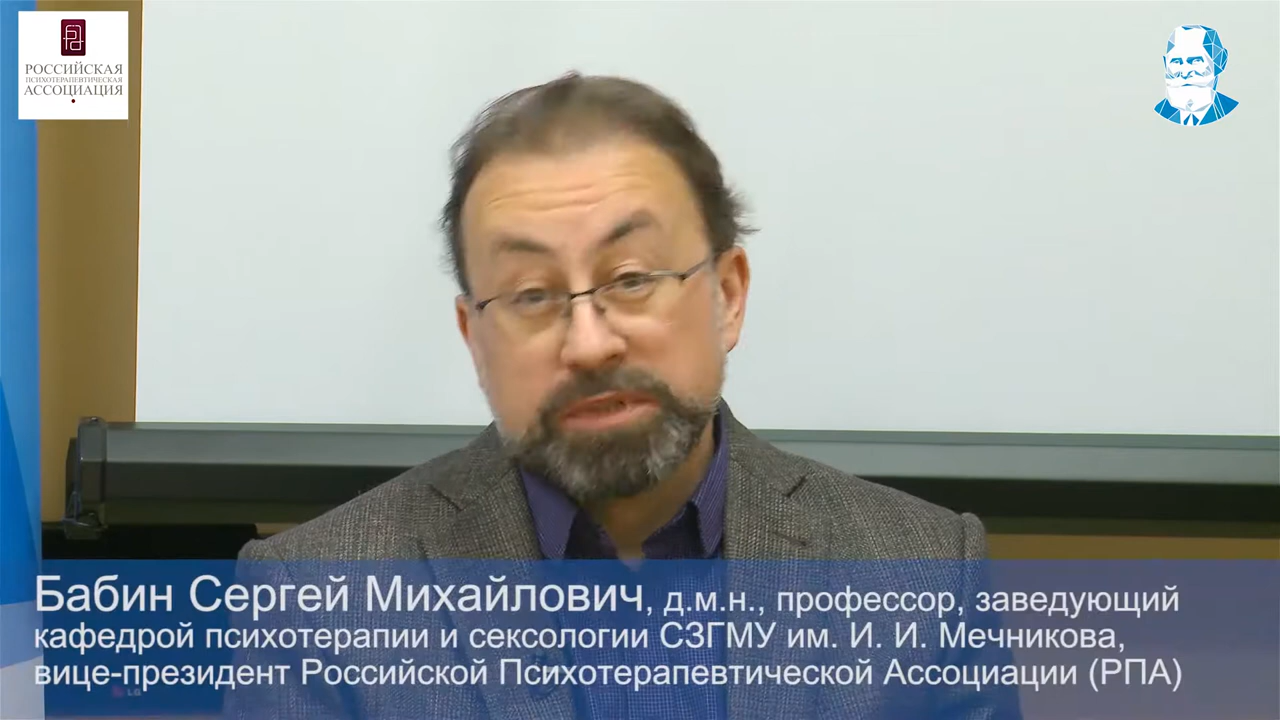 РОССИЙСКАЯ
ПСИХОТЕРАПЕВТИЧЕСКАЯ
АССОЦИАЦИЯ
Бабин Сергей Михайлович, д.м.н., профессор, заведующий
кафедрой психотерапии и сексологии СЗГМУ им. И. И. Мечникова,
вице-президент Российской Психотерапевтической Ассоциации (РПА)
LG